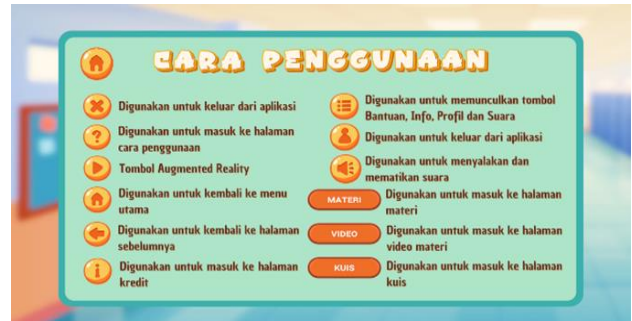 CARA PENGGUNAAN
Digunakan untuk keluar dari aplikasi
Digunakan untuk masuk ke halaman
cara penggunaan
Tombol Augmented Reality
Digunakan untuk kembali ke menu
utama
Digunakan untuk kembali ke halaman
sebelumnya
Digunakan untuk masuk ke halaman
kredit
Digunakan untuk memunculkan tombol
Bantuan, Info, Profil dan Suara
Digunakan untuk keluar dari aplikasi
Digunakan untuk menyalakan dan
mematikan suara
MATERI
Digunakan untuk masuk ke halaman
materi
VIDEO
Digunakan untuk masuk ke halaman
video materi
KUIS
Digunakan untuk masuk ke halaman
kuis